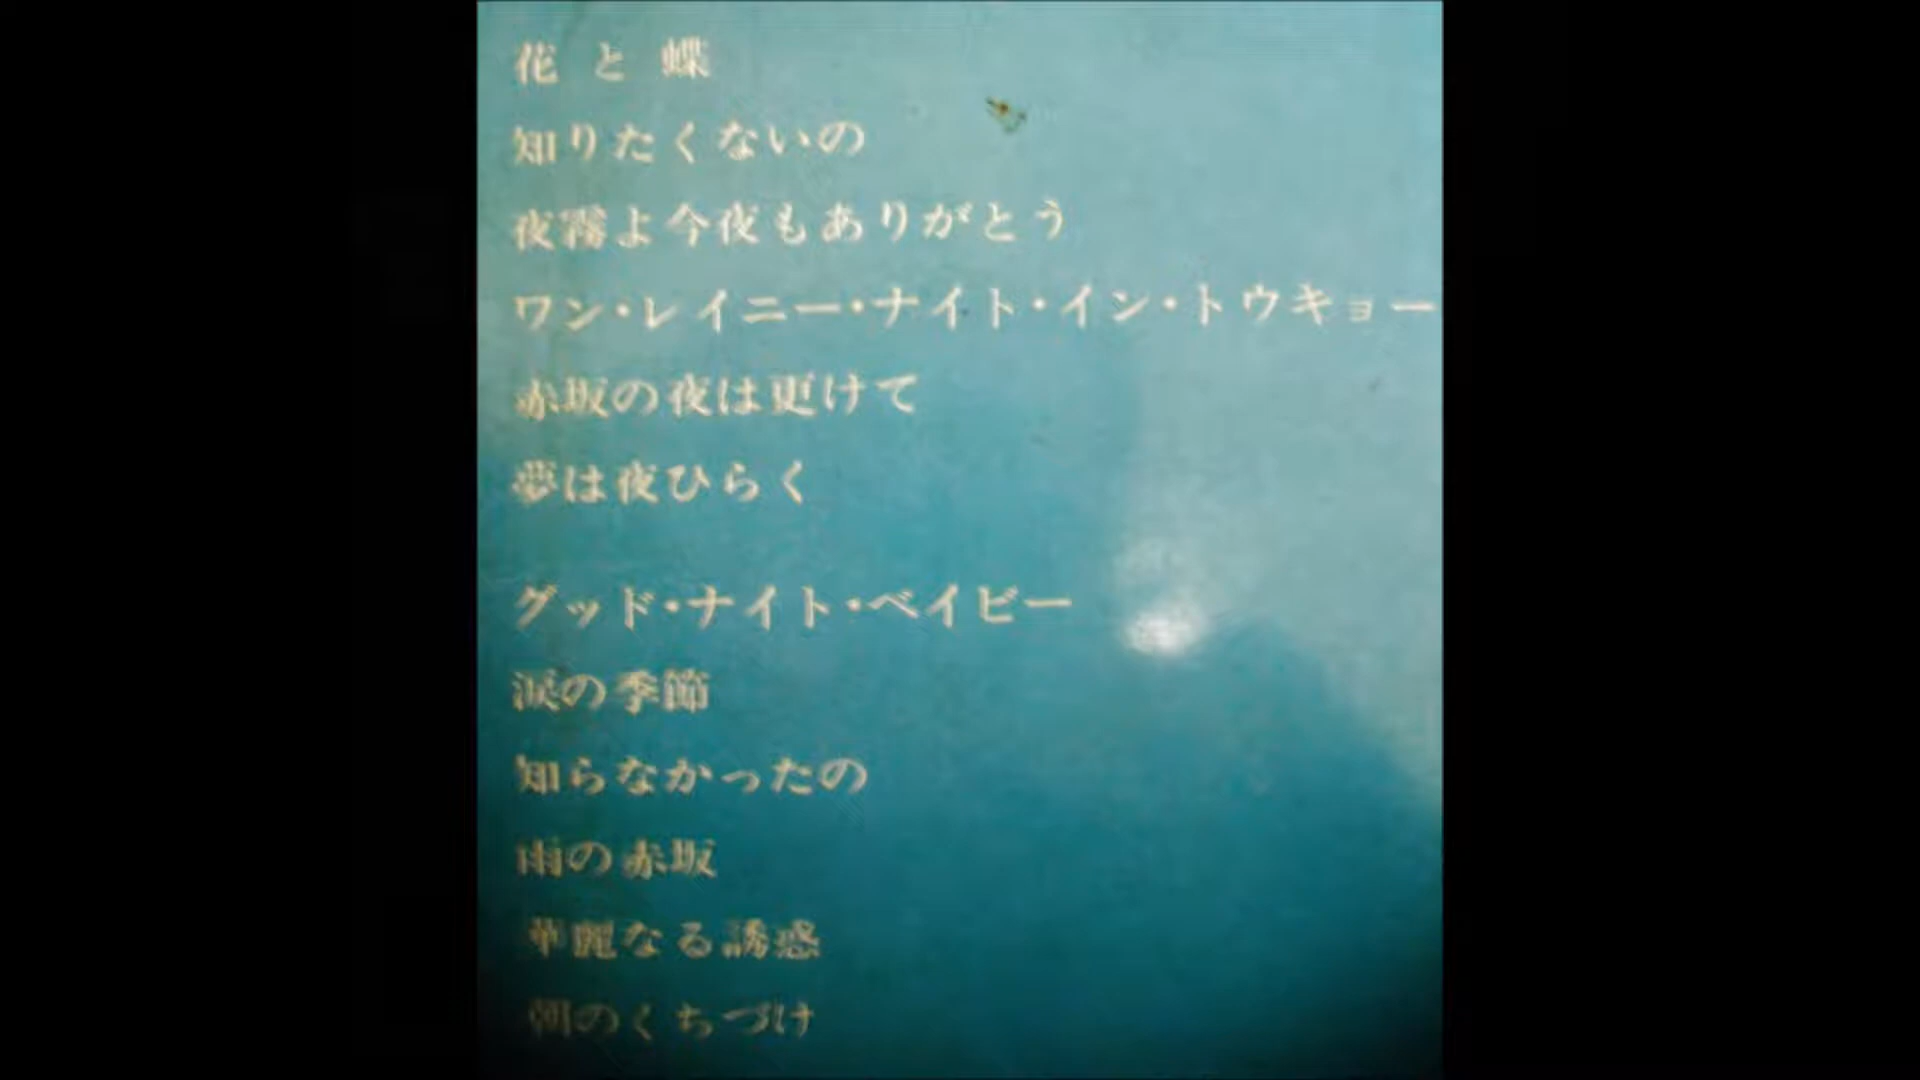 花と蝶
知りたくないの
夜霧よ今夜もありがとう
ワン・レイニー・ナイト・イン・トウキョー
赤坂の夜は更けて
夢は夜ひらく
グッド・ナイト・ベイビー
涙の季節
知らなかったの
雨の赤坂
華麗なる誘惑
朝のくちづけ